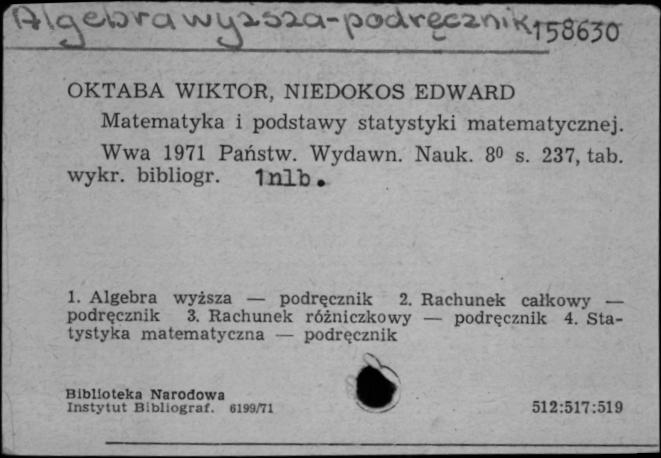 Algebra wyższa-podręcznik 158630
OKTABA WIKTOR, NIEDOKOS EDWARD
Matematyka i podstawy statystyki matematycznej.
Wwa 1971 Państw. Wydawn. Nauk. 8⁰ s. 237, tab.
wykr. bibliogr. 1nlb.
1. Algebra wyższa — podręcznik 2. Rachunek całkowy —
podręcznik 3. Rachunek różniczkowy — podręcznik 4. Sta-
tystyka matematyczna — podręcznik
Biblioteka Narodowa
Instytut Bibliograf. 6199/71 512:517:519